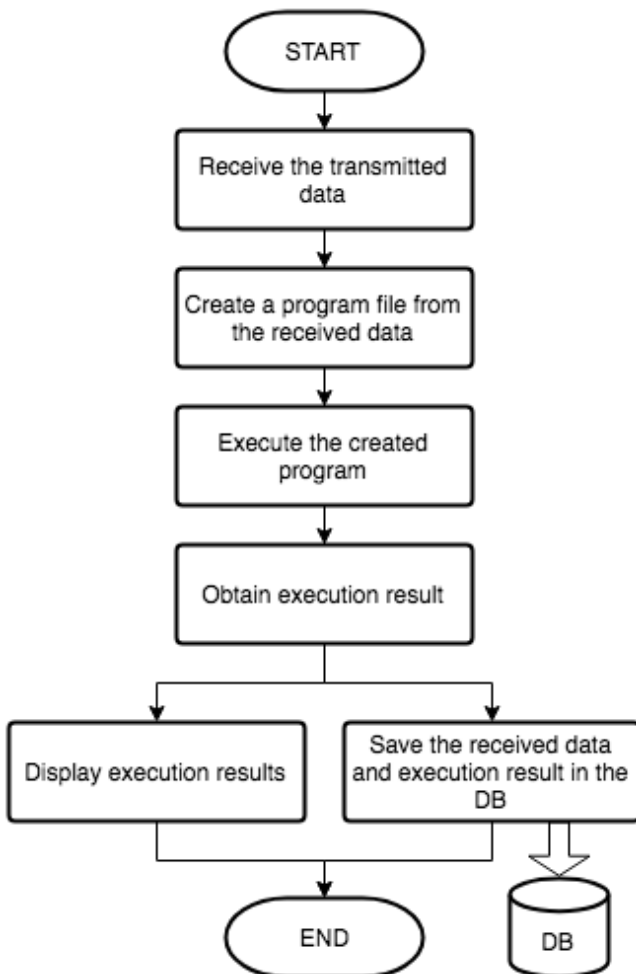 START
Receive the transmitted
data
Create a program file from
the received data
Execute the created
program
Obtain execution result
Display execution results
Save the received data
and execution result in the
DB
END
DB